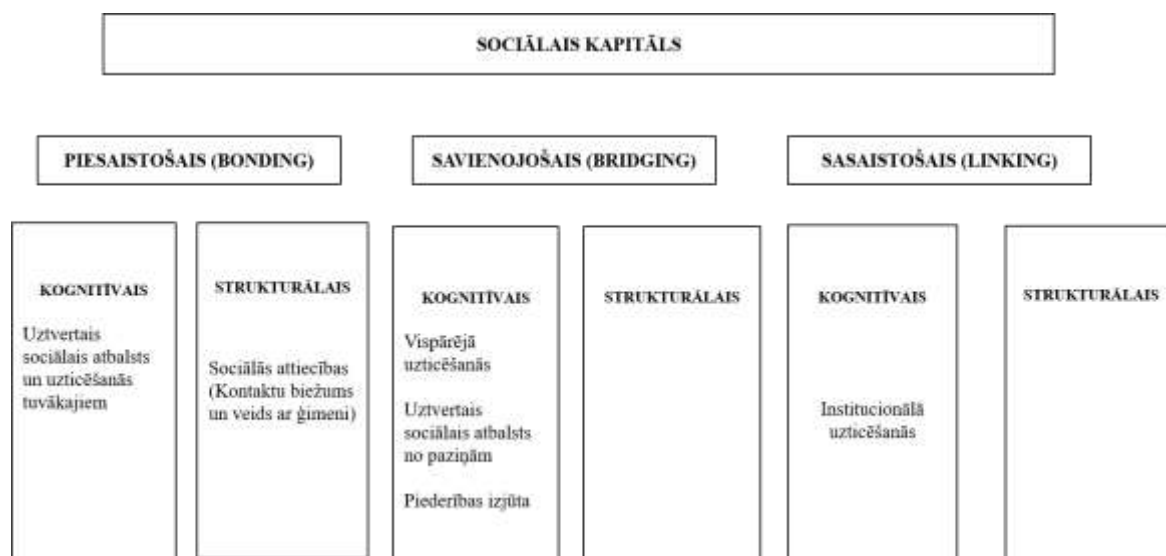 SOCIĀLAIS KAPITĀLS
PIESAISTOŠAIS (BONDING)
SAVIENOJOŠAIS (BRIDGING)
SASAISTOŠAIS (LINKING)
KOGNITĪVAIS
Uztvertais
sociālais atbalsts
un uzticēšanās
tuvākajiem
STRUKTURĀLAIS
Sociālās attiecības
(Kontaktu biežums
un veids ar ģimeni)
KOGNITĪVAIS
Vispārējā
uzticēšanās
Uztvertais
sociālais atbalsts
no paziņām
Piederības izjūta
STRUKTURĀLAIS
KOGNITĪVAIS
Institucionālā
uzticēšanās
STRUKTURĀLAIS